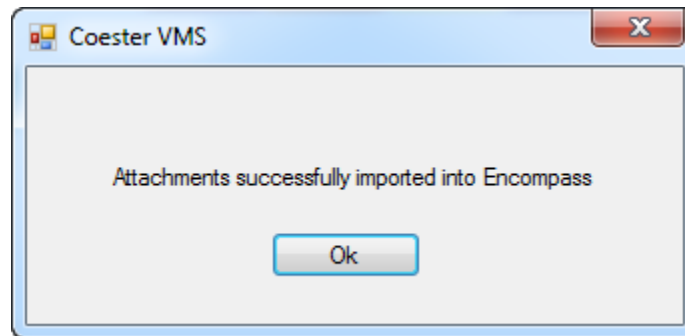 Coester VMS
Attachments successfully imported into Encompass
Ok